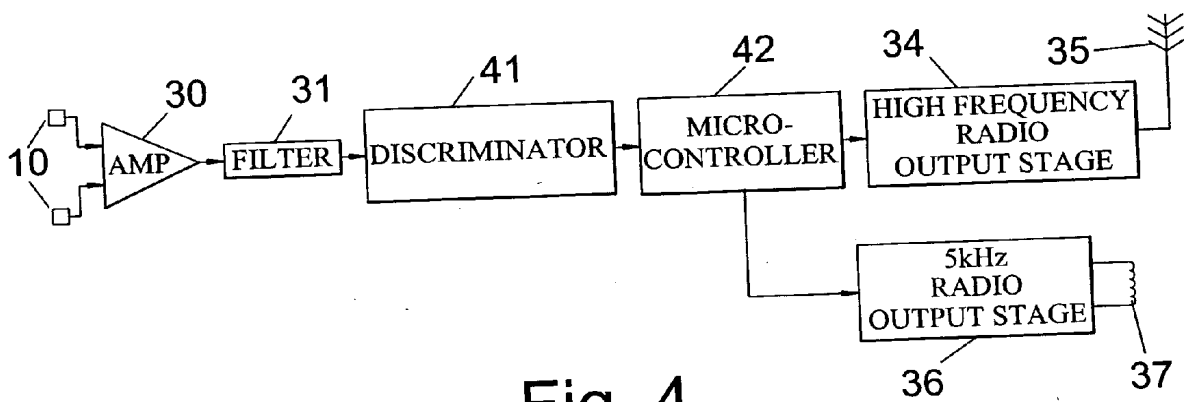 10
30
AMP
31
FILTER
41
DISCRIMINATOR
42
MICRO-
CONTROLLER
34
HIGH FREQUENCY
RADIO
OUTPUT STAGE
35
5kHz
RADIO
OUTPUT STAGE
36
37
Fig. 4